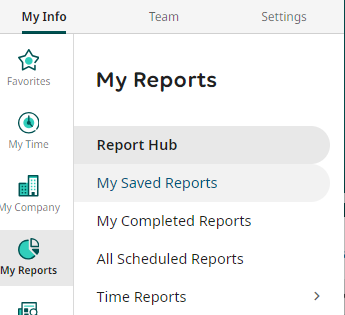 My Info Team Settings
Favorites
My Time
My Company
My Reports
My Reports
Report Hub
My Saved Reports
My Completed Reports
All Scheduled Reports
Time Reports